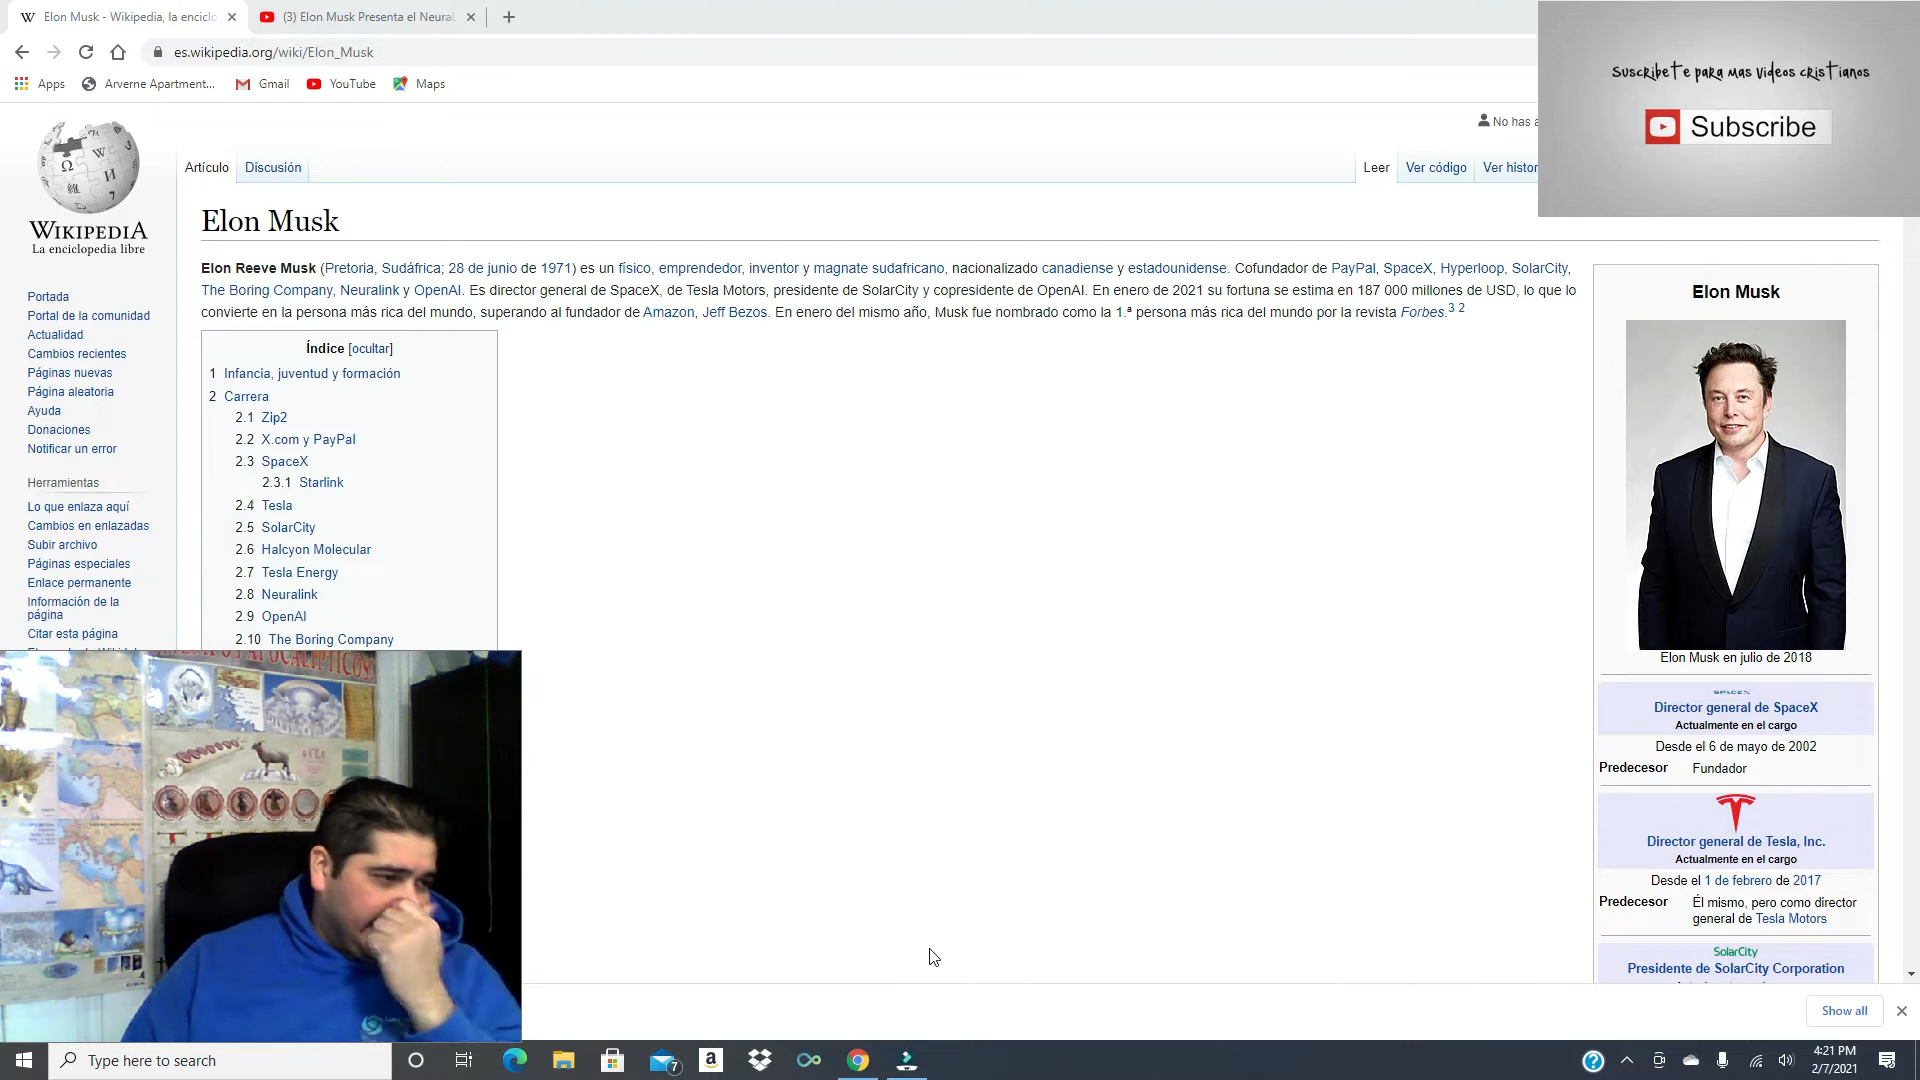 Elon Musk - Wikipedia, la enciclo
(3) Elon Musk Presenta el NeuraL
es.wikipedia.org/wiki/Elon_Musk
Apps
Arverne Apartment...
Gmail
YouTube
Maps
Suscribete para mas videos cristianos
Subscribe
WIKIPEDIA
La enciclopedia libre
No has a
Artículo
Discusión
Leer
Ver código
Ver histor
Elon Musk
Elon Reeve Musk (Pretoria, Sudáfrica; 28 de junio de 1971) es un físico, emprendedor, inventor y magnate sudafricano, nacionalizado canadiense y estadounidense. Cofundador de PayPal, SpaceX, Hyperloop, SolarCity,
The Boring Company, Neuralink y OpenAI. Es director general de SpaceX, de Tesla Motors, presidente de SolarCity y copresidente de OpenAI. En enero de 2021 su fortuna se estima en 187 000 millones de USD, lo que lo
convierte en la persona más rica del mundo, superando al fundador de Amazon, Jeff Bezos. En enero del mismo año, Musk fue nombrado como la 1.ª persona más rica del mundo por la revista Forbes.3 2
Portada
Portal de la comunidad
Actualidad
Cambios recientes
Páginas nuevas
Página aleatoria
Ayuda
Donaciones
Notificar un error
Herramientas
Lo que enlaza aquí
Cambios en enlazadas
Subir archivo
Páginas especiales
Enlace permanente
Información de la
página
Citar esta página
Índice [ocultar]
1 Infancia, juventud y formación
2 Carrera
2.1 Zip2
2.2 X.com y PayPal
2.3 SpaceX
2.3.1 Starlink
2.4 Tesla
2.5 SolarCity
2.6 Halcyon Molecular
2.7 Tesla Energy
2.8 Neuralink
2.9 OpenAI
2.10 The Boring Company
Elon Musk
Elon Musk en julio de 2018
SPACEX
Director general de SpaceX
Actualmente en el cargo
Desde el 6 de mayo de 2002
Predecesor Fundador
Director general de Tesla, Inc.
Actualmente en el cargo
Desde el 1 de febrero de 2017
Predecesor Él mismo, pero como director
general de Tesla Motors
SolarCity
Presidente de SolarCity Corporation
APOCALIPTICOS
Show all
Type here to search
7
4:21 PM
2/7/2021